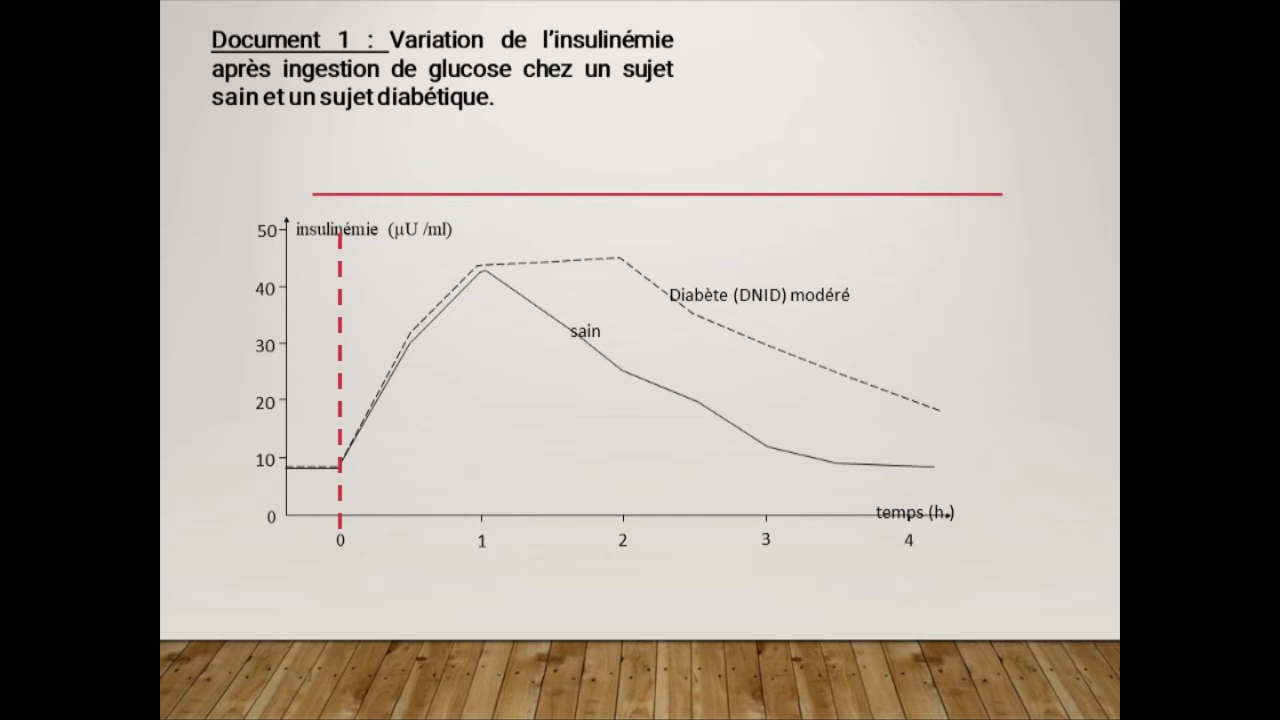 Document 1 : Variation de l’insulinémie
après ingestion de glucose chez un sujet
sain et un sujet diabétique.
insulinémie (µU /ml)
50
40
30
20
10
0
Diabète (DNID) modéré
sain
temps (h.)
0 1 2 3 4